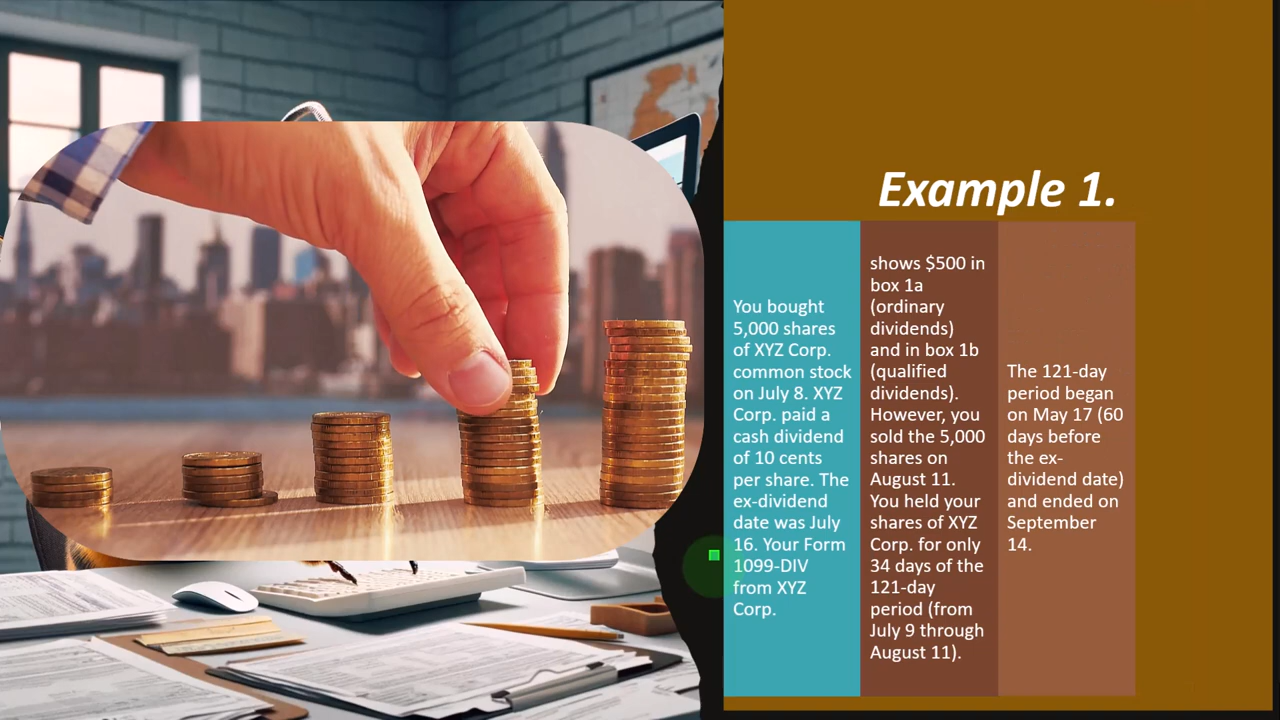 Example 1.
You bought
5,000 shares
of XYZ Corp.
common stock
on July 8. XYZ
Corp. paid a
cash dividend
of 10 cents
per share. The
ex-dividend
date was July
16. Your Form
1099-DIV
from XYZ
Corp.
shows $500 in
box 1a
(ordinary
dividends)
and in box 1b
(qualified
dividends).
However, you
sold the 5,000
shares on
August 11.
You held your
shares of XYZ
Corp. for only
34 days of the
121-day
period (from
July 9 through
August 11).
The 121-day
period began
on May 17 (60
days before
the ex-
dividend date)
and ended on
September
14.